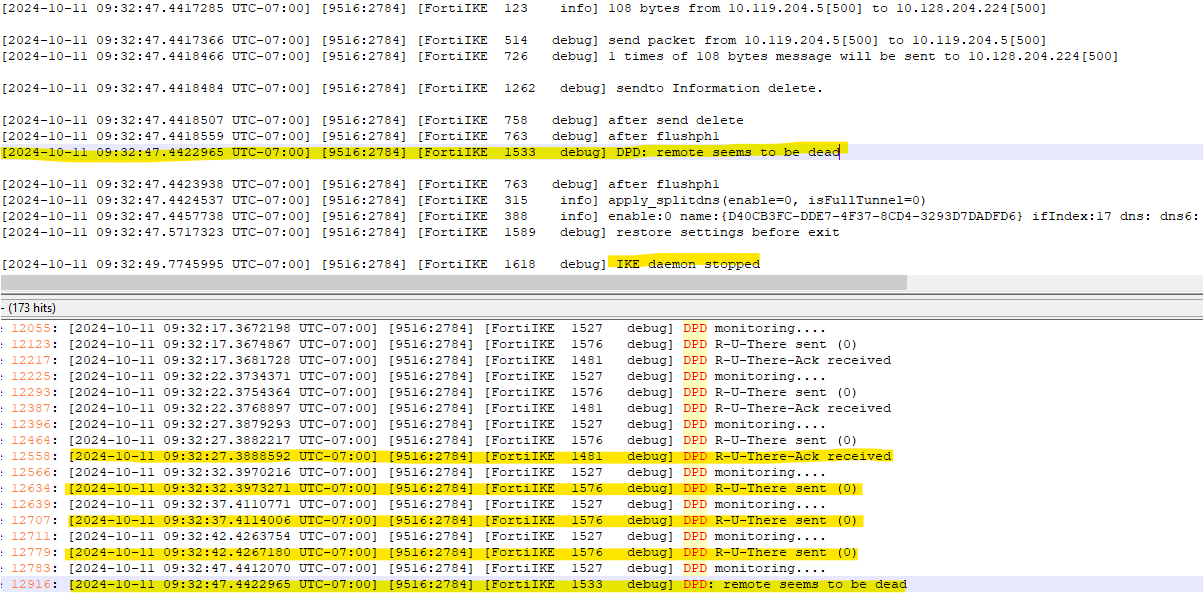 [2024-10-11 09:32:47.4417285 UTC-07:00] [9516:2784] [FortiIKE 123 info] 108 bytes from 10.119.204.5[500] to 10.128.204.224[500]
[2024-10-11 09:32:47.4417366 UTC-07:00] [9516:2784] [FortiIKE 514 debug] send packet from 10.119.204.5[500] to 10.119.204.5[500]
[2024-10-11 09:32:47.4418466 UTC-07:00] [9516:2784] [FortiIKE 726 debug] 1 times of 108 bytes message will be sent to 10.128.204.224[500]
[2024-10-11 09:32:47.4418484 UTC-07:00] [9516:2784] [FortiIKE 1262 debug] sendto Information delete.
[2024-10-11 09:32:47.4418507 UTC-07:00] [9516:2784] [FortiIKE 758 debug] after send delete
[2024-10-11 09:32:47.4418559 UTC-07:00] [9516:2784] [FortiIKE 763 debug] after flushph1
[2024-10-11 09:32:47.4422965 UTC-07:00] [9516:2784] [FortiIKE 1533 debug] DPD: remote seems to be dead
[2024-10-11 09:32:47.4423938 UTC-07:00] [9516:2784] [FortiIKE 763 debug] after flushph1
[2024-10-11 09:32:47.4424537 UTC-07:00] [9516:2784] [FortiIKE 315 info] apply_splitdns(enable=0, isFullTunnel=0)
[2024-10-11 09:32:47.4457738 UTC-07:00] [9516:2784] [FortiIKE 388 info] enable:0 name:{D40CB3FC-DDE7-4F37-8CD4-3293D7DADFD6} ifIndex:17 dns: dns6:
[2024-10-11 09:32:47.5717323 UTC-07:00] [9516:2784] [FortiIKE 1589 debug] restore settings before exit
[2024-10-11 09:32:49.7745995 UTC-07:00] [9516:2784] [FortiIKE 1618 debug] IKE daemon stopped
- (173 hits)
12055: [2024-10-11 09:32:17.3672198 UTC-07:00] [9516:2784] [FortiIKE 1527 debug] DPD monitoring....
12123: [2024-10-11 09:32:17.3674867 UTC-07:00] [9516:2784] [FortiIKE 1576 debug] DPD R-U-There sent (0)
12217: [2024-10-11 09:32:17.3681728 UTC-07:00] [9516:2784] [FortiIKE 1481 debug] DPD R-U-There-Ack received
12225: [2024-10-11 09:32:22.3734371 UTC-07:00] [9516:2784] [FortiIKE 1527 debug] DPD monitoring....
12293: [2024-10-11 09:32:22.3754364 UTC-07:00] [9516:2784] [FortiIKE 1576 debug] DPD R-U-There sent (0)
12387: [2024-10-11 09:32:22.3768897 UTC-07:00] [9516:2784] [FortiIKE 1481 debug] DPD R-U-There-Ack received
12396: [2024-10-11 09:32:27.3879293 UTC-07:00] [9516:2784] [FortiIKE 1527 debug] DPD monitoring....
12464: [2024-10-11 09:32:27.3882217 UTC-07:00] [9516:2784] [FortiIKE 1576 debug] DPD R-U-There sent (0)
12558: [2024-10-11 09:32:27.3888592 UTC-07:00] [9516:2784] [FortiIKE 1481 debug] DPD R-U-There-Ack received
12566: [2024-10-11 09:32:32.3970216 UTC-07:00] [9516:2784] [FortiIKE 1527 debug] DPD monitoring....
12634: [2024-10-11 09:32:32.3973271 UTC-07:00] [9516:2784] [FortiIKE 1576 debug] DPD R-U-There sent (0)
12639: [2024-10-11 09:32:37.4110771 UTC-07:00] [9516:2784] [FortiIKE 1527 debug] DPD monitoring....
12707: [2024-10-11 09:32:37.4114006 UTC-07:00] [9516:2784] [FortiIKE 1576 debug] DPD R-U-There sent (0)
12711: [2024-10-11 09:32:42.4263754 UTC-07:00] [9516:2784] [FortiIKE 1527 debug] DPD monitoring....
12779: [2024-10-11 09:32:42.4267180 UTC-07:00] [9516:2784] [FortiIKE 1576 debug] DPD R-U-There sent (0)
12783: [2024-10-11 09:32:47.4412070 UTC-07:00] [9516:2784] [FortiIKE 1527 debug] DPD monitoring....
12916: [2024-10-11 09:32:47.4422965 UTC-07:00] [9516:2784] [FortiIKE 1533 debug] DPD: remote seems to be dead